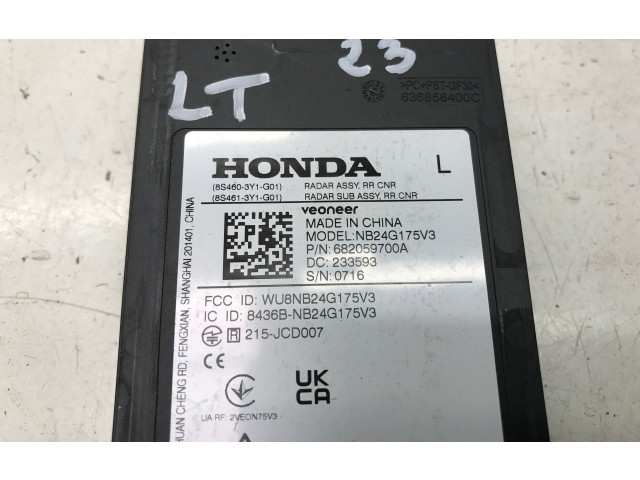 LT
23
>PC+PBT-GF30<
636858400C
HONDA L
(8S460-3Y1-G01) RADAR ASSY, RR CNR
(8S461-3Y1-G01) RADAR SUB ASSY, RR CNR
veoneer
MADE IN CHINA
MODEL:NB24G175V3
P/N:682059700A
DC: 233593
S/N:0716
FCC ID: WU8NB24G175V3
IC ID: 8436B-NB24G175V3
R 215-JCD007
CE
UK
CA
UA RF: 2VEON75V3
HUAN CHENG RD, FENGXIAN, SHANGHAI 201401, CHINA